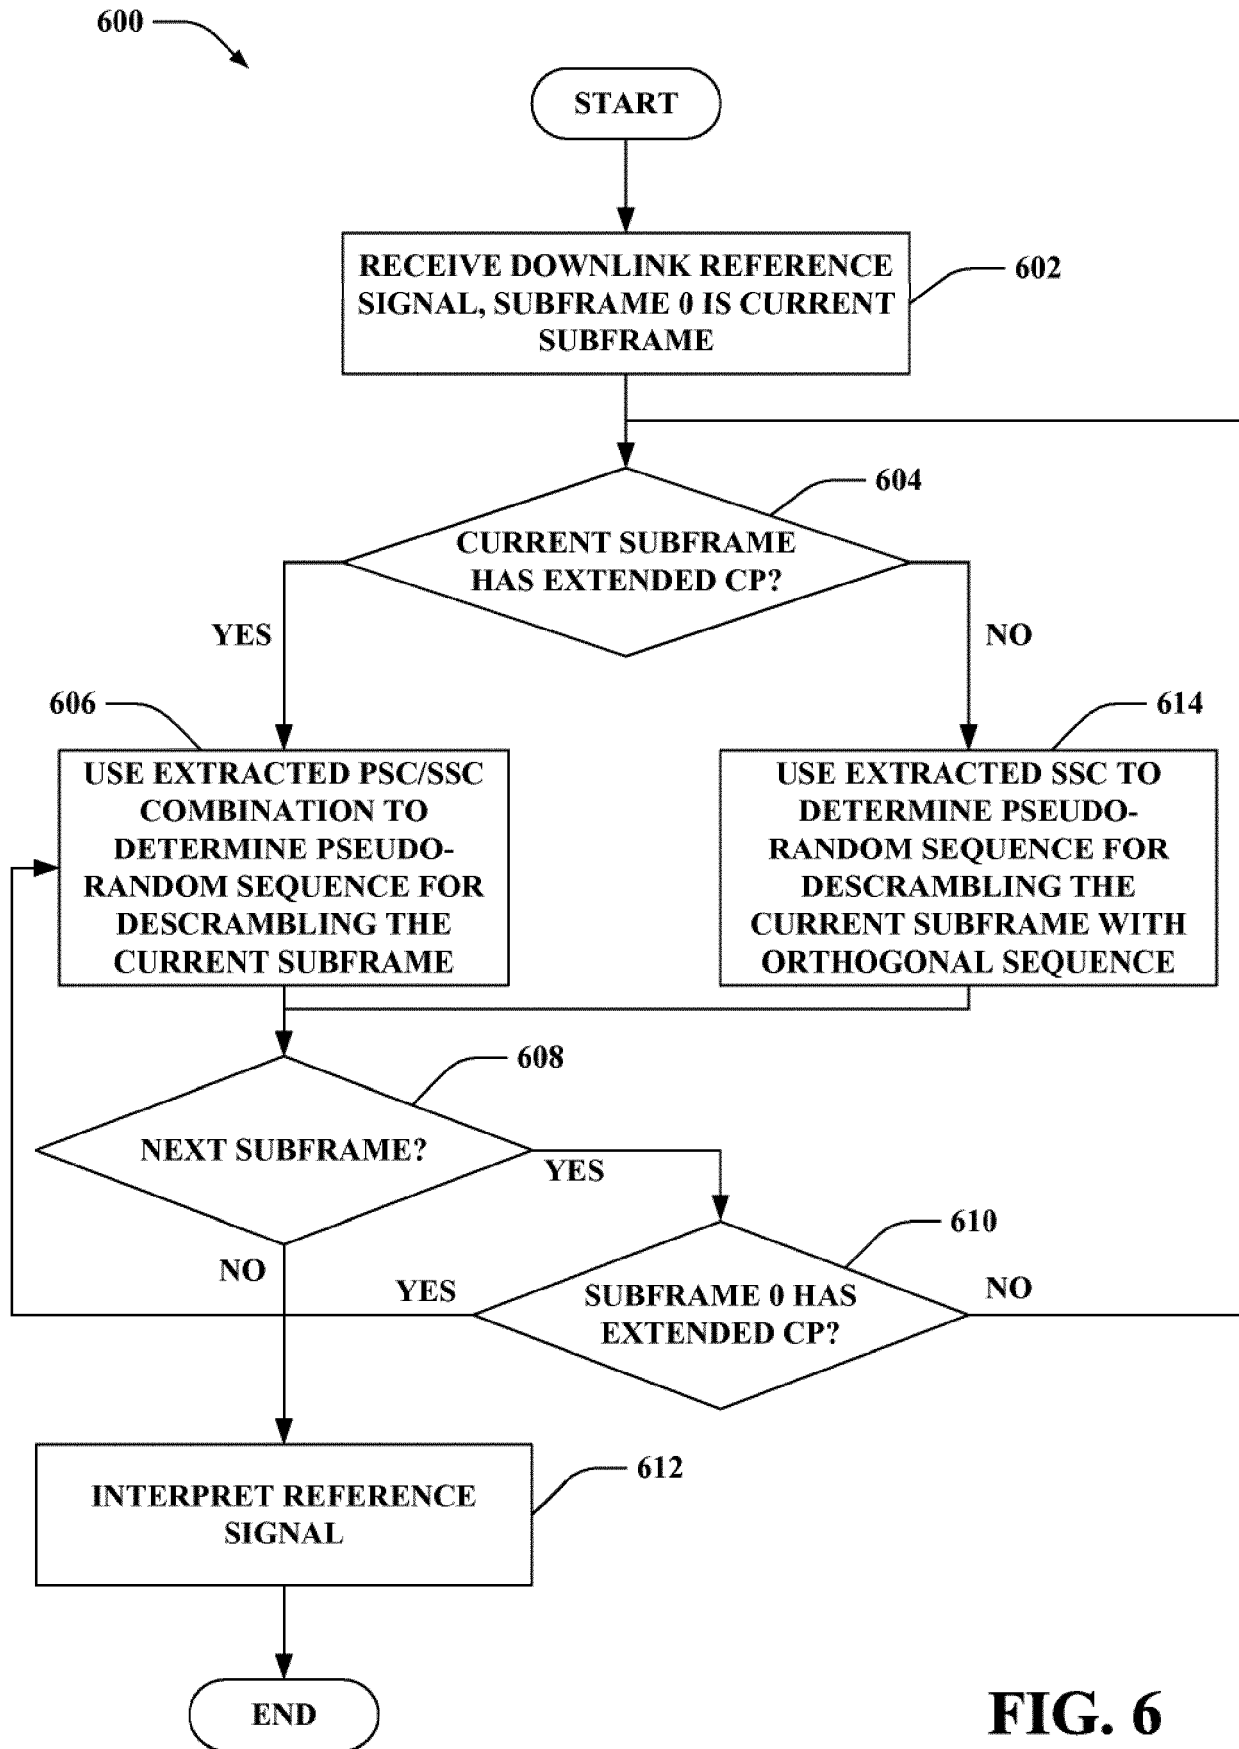 600
START
RECEIVE DOWNLINK REFERENCE
SIGNAL, SUBFRAME 0 IS CURRENT
SUBFRAME
602
604
CURRENT SUBFRAME
HAS EXTENDED CP?
YES
NO
606
614
USE EXTRACTED PSC/SSC
COMBINATION TO
DETERMINE PSEUDO-
RANDOM SEQUENCE FOR
DESCRAMBLING THE
CURRENT SUBFRAME
USE EXTRACTED SSC TO
DETERMINE PSEUDO-
RANDOM SEQUENCE FOR
DESCRAMBLING THE
CURRENT SUBFRAME WITH
ORTHOGONAL SEQUENCE
608
NEXT SUBFRAME?
YES
NO
610
SUBFRAME 0 HAS
EXTENDED CP?
YES
NO
612
INTERPRET REFERENCE
SIGNAL
END
FIG. 6